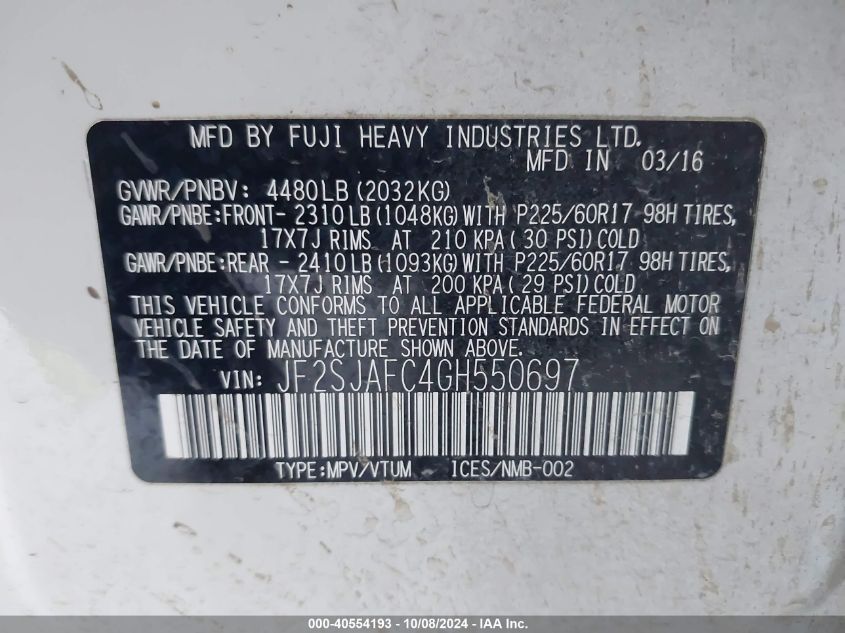 MFD BY FUJI HEAVY INDUSTRIES LTD.
MFD IN 03/16
GVWR/PNBV: 4480LB (2032KG)
GAWR/PNBE:FRONT- 2310LB (1048KG) WITH P225/60R17 98H TIRES,
17X7J RIMS AT 210 KPA ( 30 PSI) COLD
GAWR/PNBE:REAR - 2410LB (1093KG) WITH P225/60R17 98H TIRES,
17X7J RIMS AT 200 KPA ( 29 PSI) COLD
THIS VEHICLE CONFORMS TO ALL APPLICABLE FEDERAL MOTOR
VEHICLE SAFETY AND THEFT PREVENTION STANDARDS IN EFFECT ON
THE DATE OF MANUFACTURE SHOWN ABOVE.
VIN: JF2SJAFC4GH550697
TYPE:MPV/VTUM ICES/NMB-002
000-40554193 - 10/08/2024 - IAA Inc.